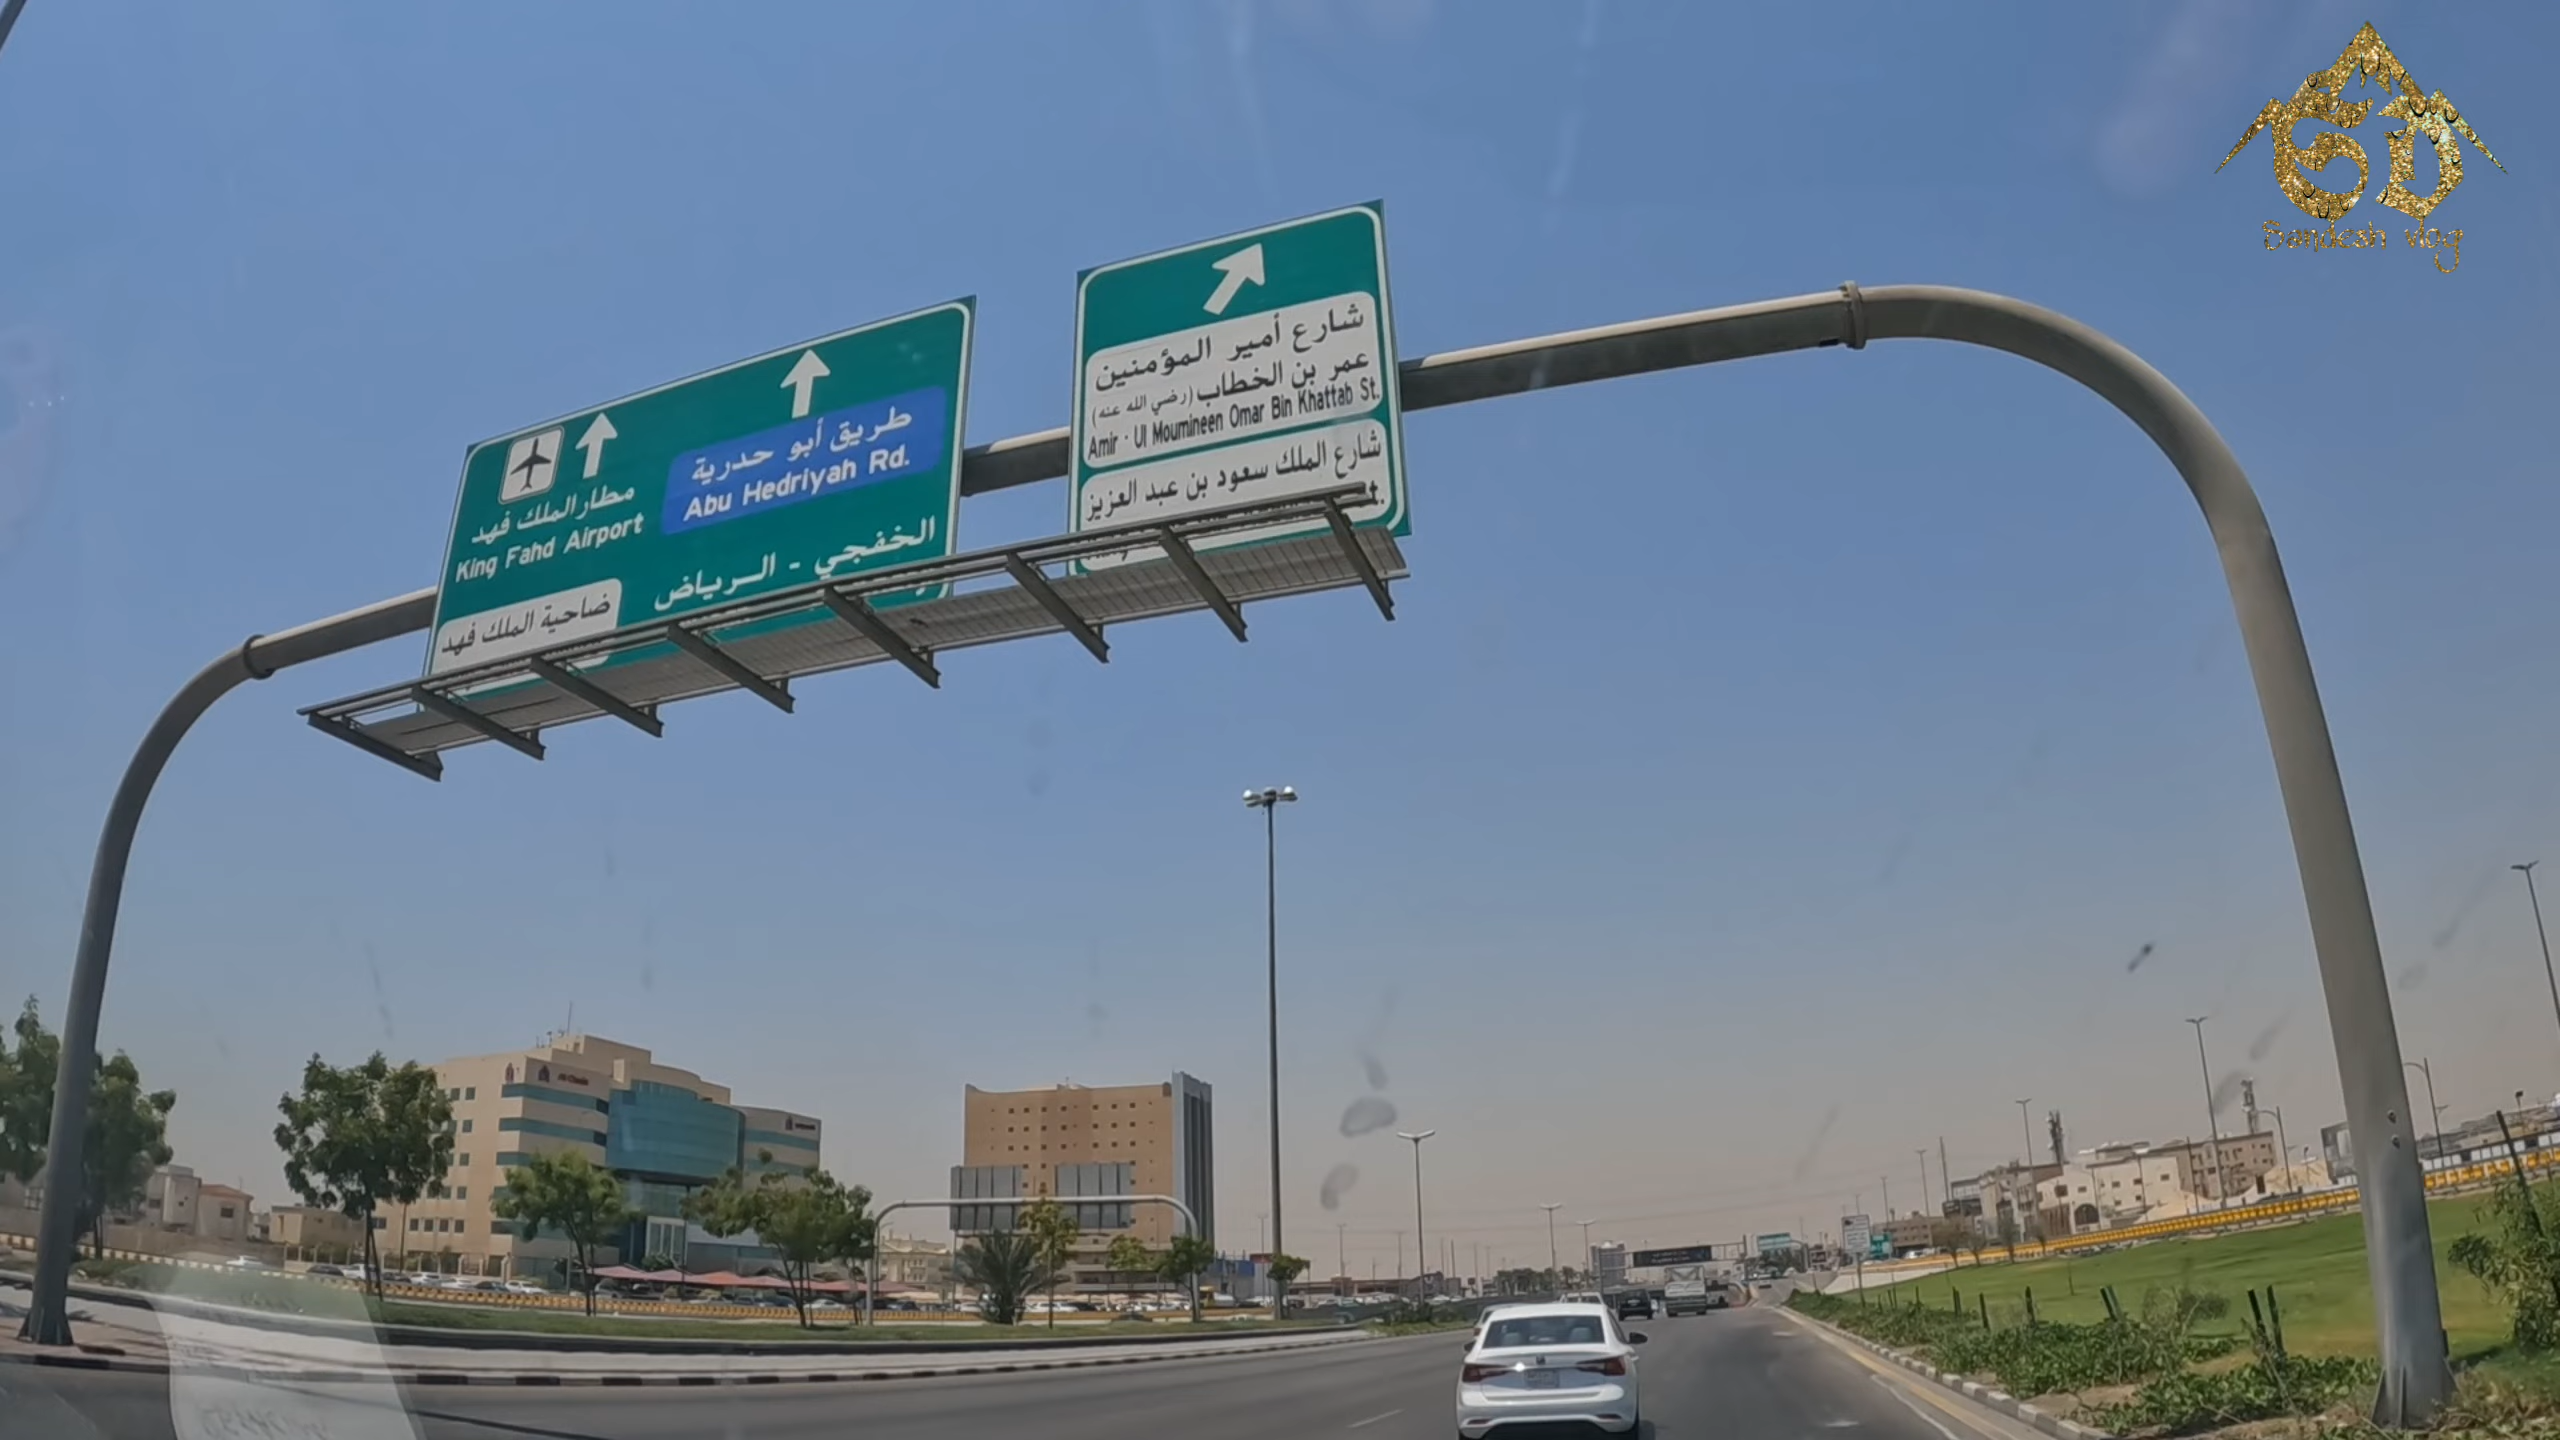 مطار الملك فهد
King Fahd Airport
ضاحية الملك فهد
طريق أبو حدرية
Abu Hedriyah Rd.
الخفجي - الرياض
شارع أمير المؤمنين
عمر بن الخطاب (رضي الله عنه)
Amir - Ul Moumineen Omar Bin Khattab St.
شارع الملك سعود بن عبد العزيز
St.
SD
Sandesh vlog